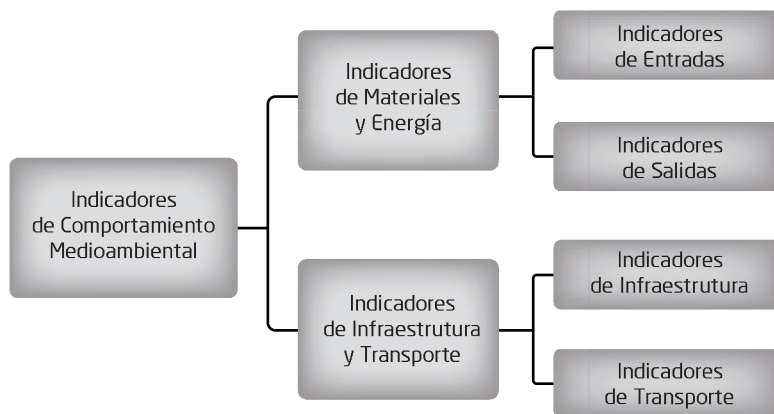 Indicadores
de Comportamiento
Medioambiental
Indicadores
de Materiales
y Energía
Indicadores
de Entradas
Indicadores
de Salidas
Indicadores
de Infraestrutura
y Transporte
Indicadores
de Infraestrutura
Indicadores
de Transporte